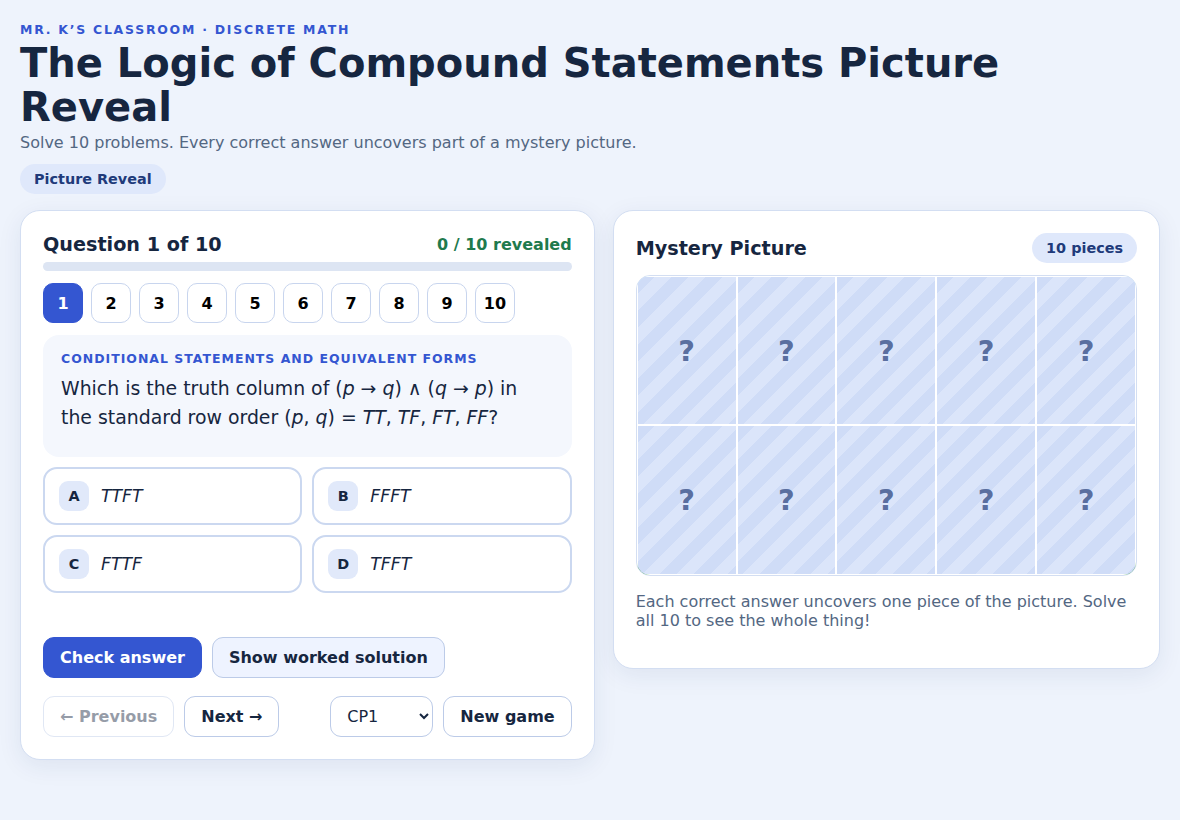 MR. K’S CLASSROOM · DISCRETE MATH
The Logic of Compound Statements Picture
Reveal
Solve 10 problems. Every correct answer uncovers part of a mystery picture.
Picture Reveal
Question 1 of 10
0 / 10 revealed
1 2 3 4 5 6 7 8 9 10
CONDITIONAL STATEMENTS AND EQUIVALENT FORMS
Which is the truth column of (p → q) ∧ (q → p) in
the standard row order (p, q) = TT, TF, FT, FF?
A TTFT
B FFFT
C FTTF
D TFFT
Check answer
Show worked solution
← Previous
Next →
CP1
New game
Mystery Picture
10 pieces
? ? ? ? ?
? ? ? ? ?
Each correct answer uncovers one piece of the picture. Solve
all 10 to see the whole thing!